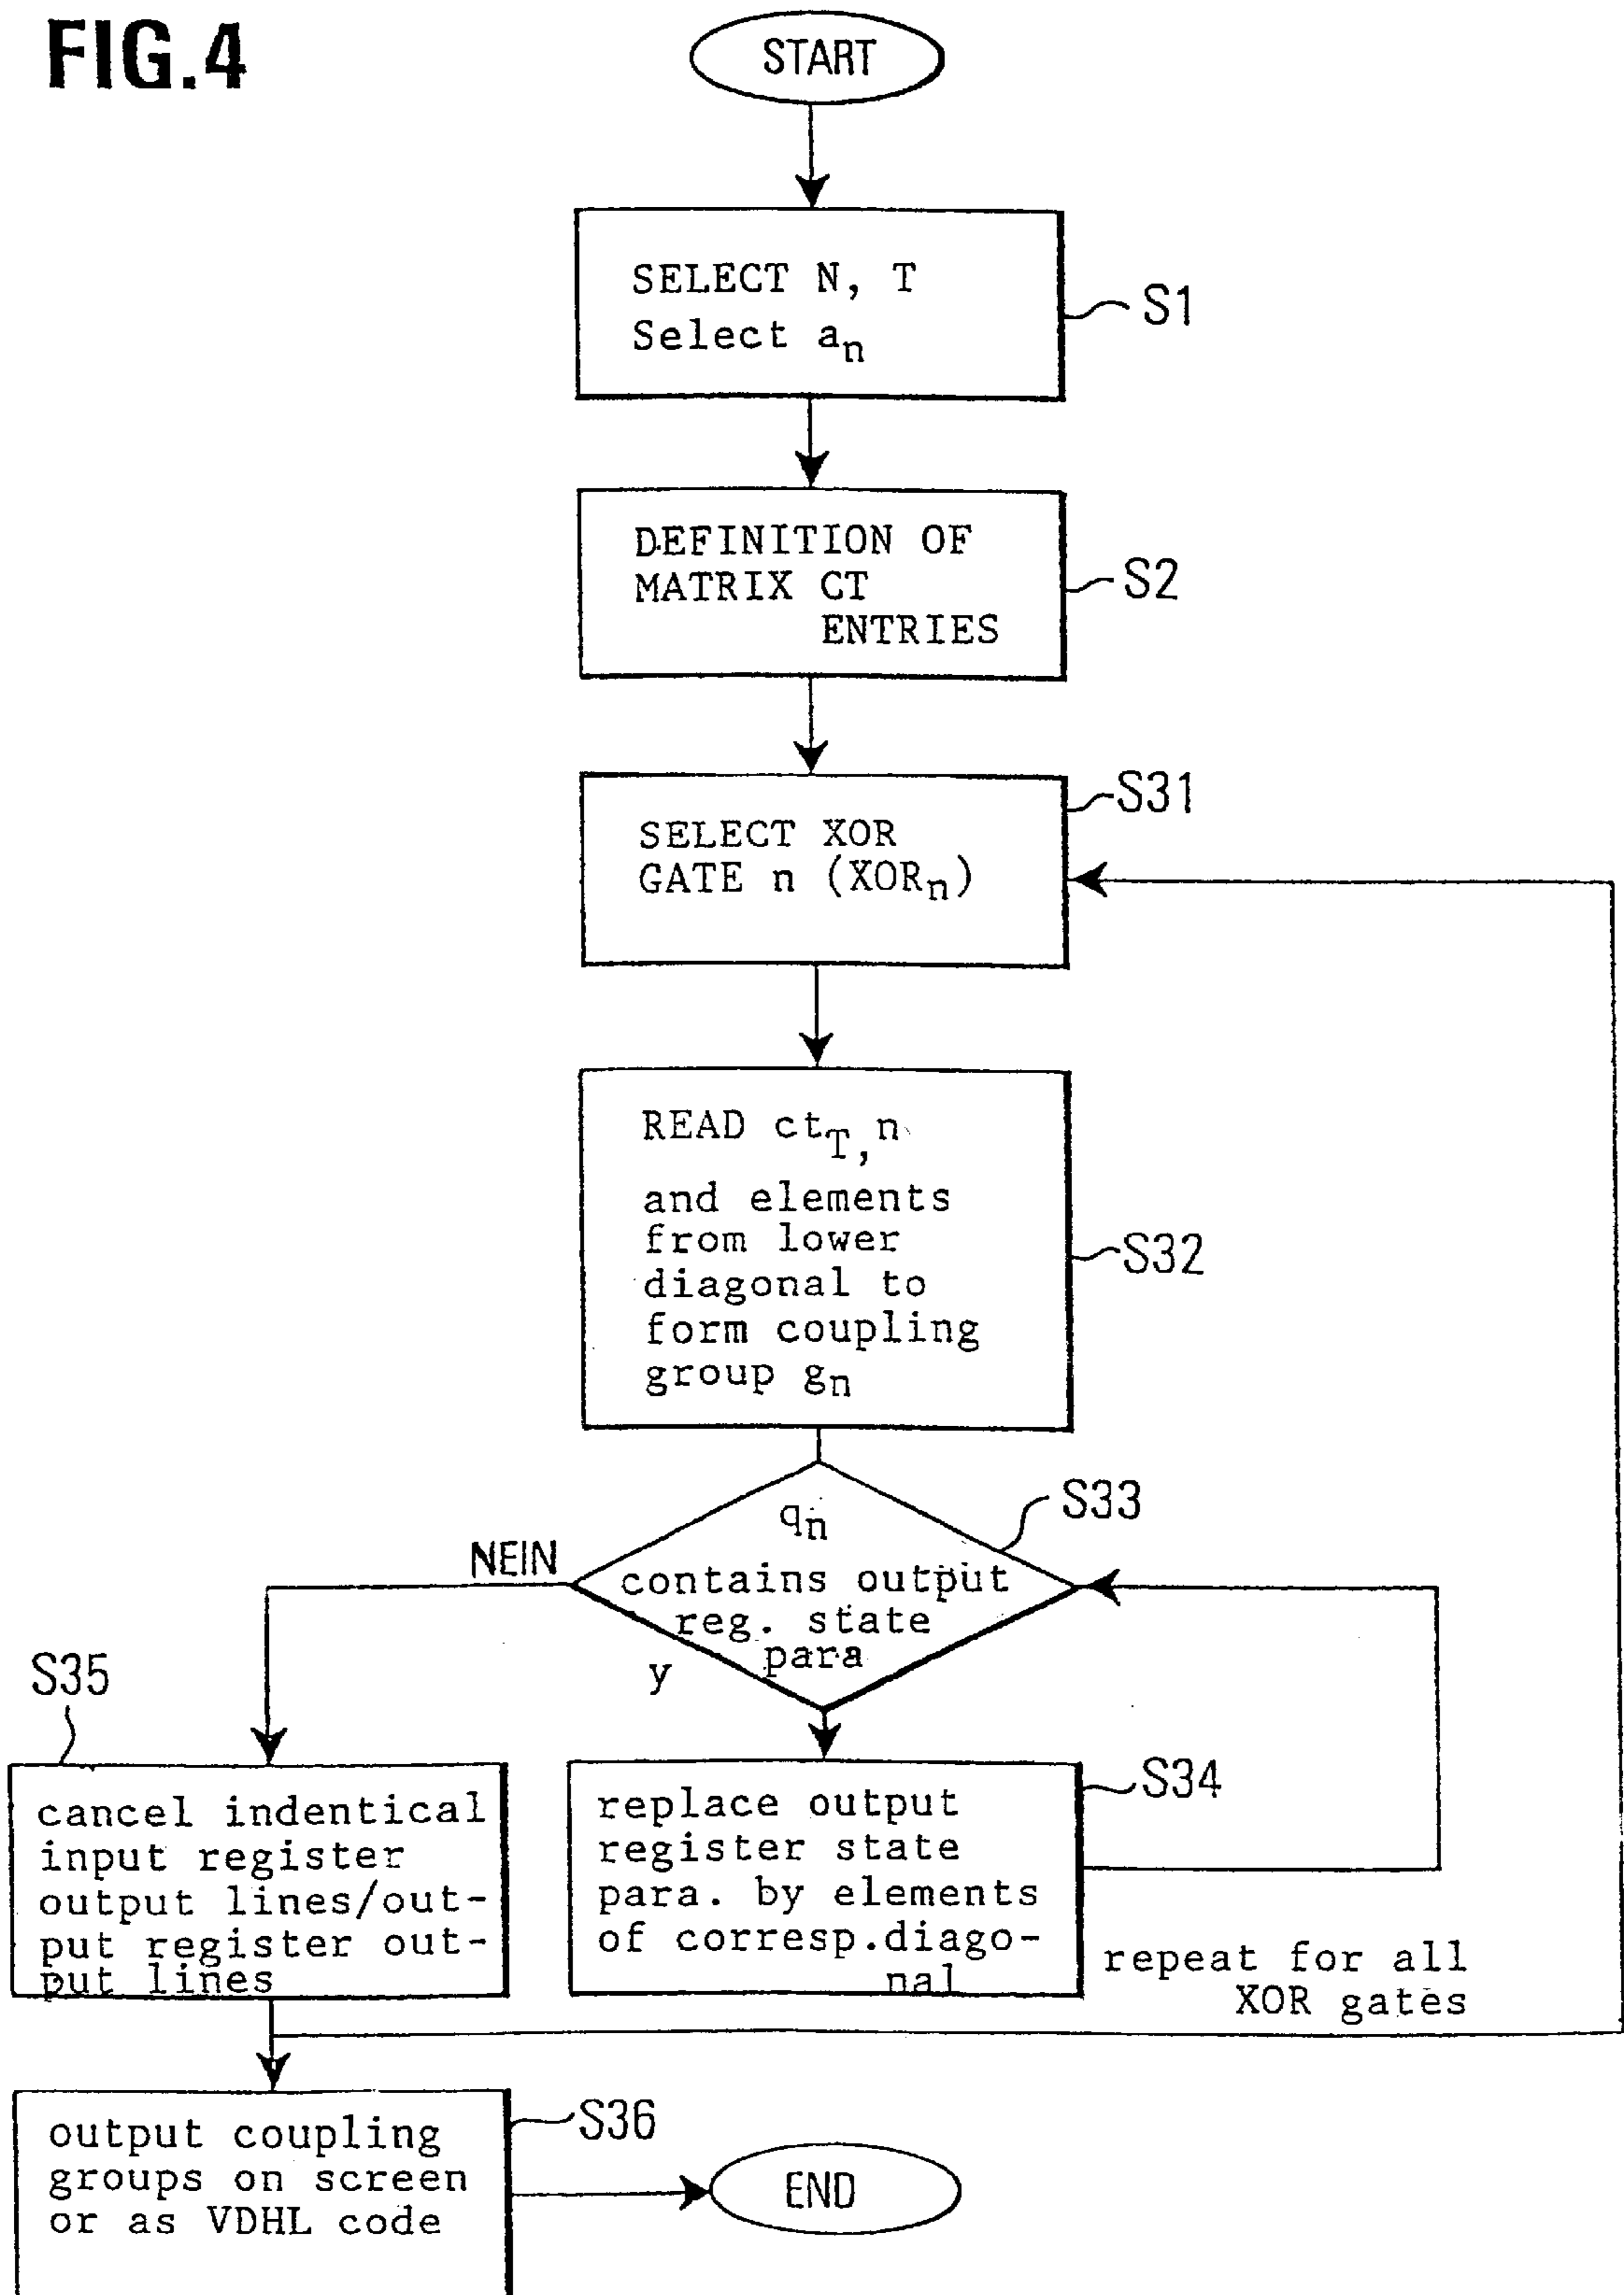 FIG.4
START
SELECT N, T
Select an
S1
DEFINITION OF
MATRIX CT
ENTRIES
S2
SELECT XOR
GATE n (XORn)
S31
READ ctT,n
and elements
from lower
diagonal to
form coupling
group gn
S32
qn
contains output
reg. state
para
S33
NEIN
y
S35
cancel indentical
input register
output lines/out-
put register out-
put lines
replace output
register state
para. by elements
of corresp.diago-
nal
S34
repeat for all
XOR gates
output coupling
groups on screen
or as VDHL code
S36
END